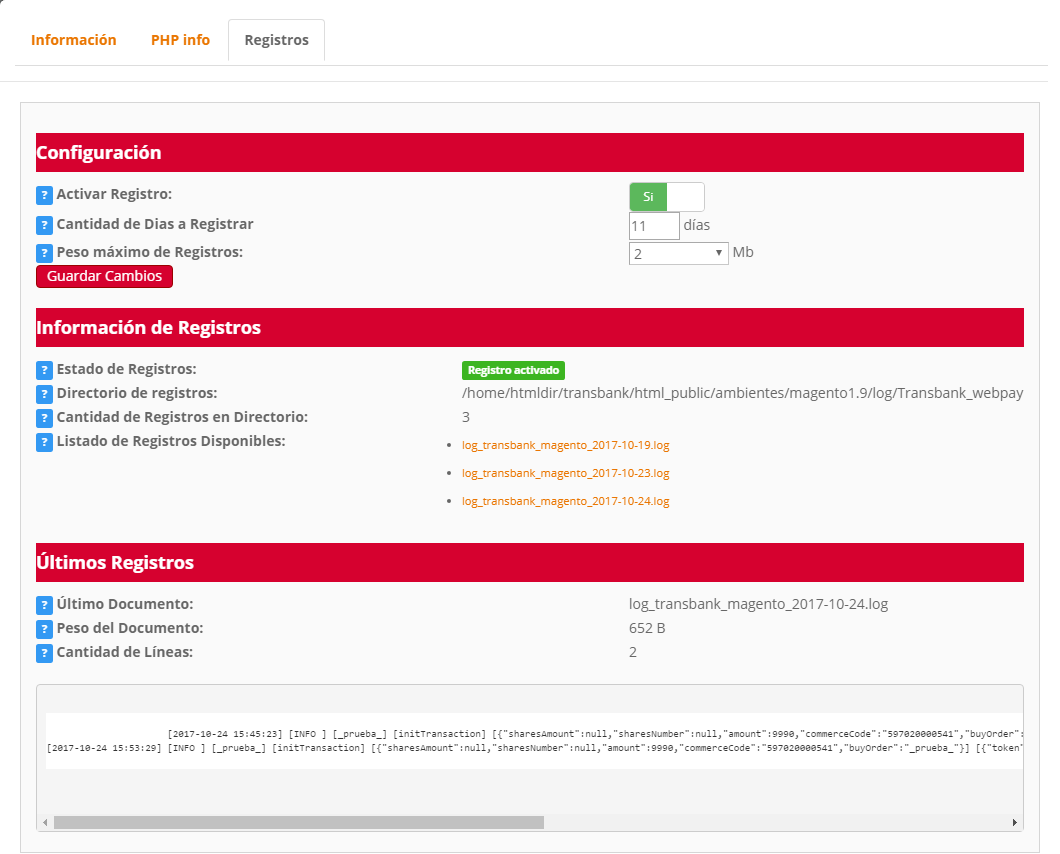 Información PHP info Registros
Configuración
? Activar Registro: Si
? Cantidad de Dias a Registrar 11 días
? Peso máximo de Registros: 2 Mb
Guardar Cambios
Información de Registros
? Estado de Registros: Registro activado
? Directorio de registros: /home/htmldir/transbank/html_public/ambientes/magento1.9/log/Transbank_webpay
? Cantidad de Registros en Directorio: 3
? Listado de Registros Disponibles: • log_transbank_magento_2017-10-19.log
• log_transbank_magento_2017-10-23.log
• log_transbank_magento_2017-10-24.log
Últimos Registros
? Último Documento: log_transbank_magento_2017-10-24.log
? Peso del Documento: 652 B
? Cantidad de Líneas: 2
[2017-10-24 15:45:23] [INFO ] [_prueba_] [initTransaction] [{"sharesAmount":null,"sharesNumber":null,"amount":9990,"commerceCode":"597020000541","buyOrder":
[2017-10-24 15:53:29] [INFO ] [_prueba_] [initTransaction] [{"sharesAmount":null,"sharesNumber":null,"amount":9990,"commerceCode":"597020000541","buyOrder":"_prueba_"}] [{"token"